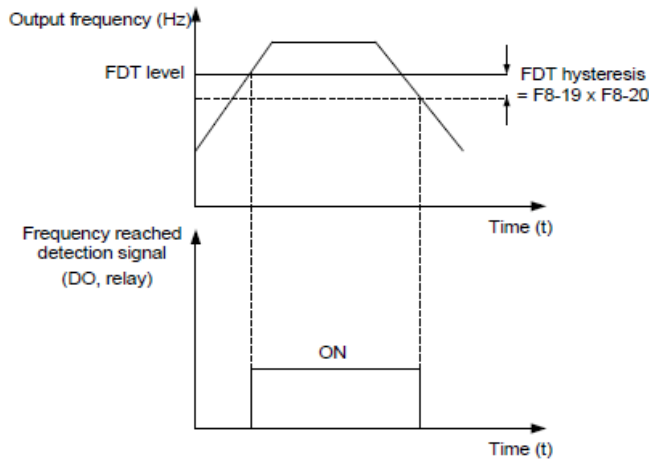 Output frequency (Hz)
FDT level
FDT hysteresis
= F8-19 x F8-20
Time (t)
Frequency reached
detection signal
(DO, relay)
ON
Time (t)